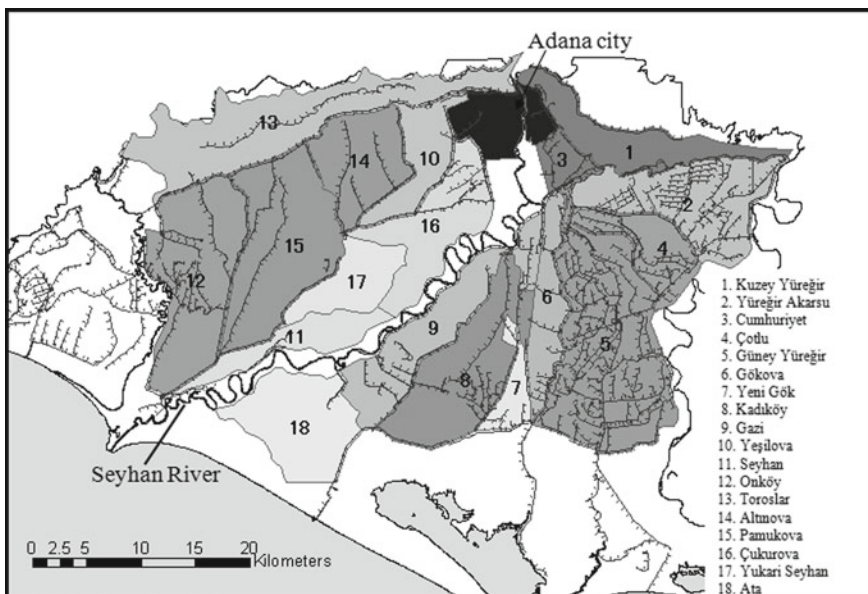 Adana city
13
14
10
3
1
2
16
15
4
17
12
6
11
9
5
8
7
18
Seyhan River
1. Kuzey Yüreğir
2. Yüreğir Akarsu
3. Cumhuriyet
4. Çotlu
5. Güney Yüreğir
6. Gökova
7. Yeni Gök
8. Kadıköy
9. Gazi
10. Yeşilova
11. Seyhan
12. Onköy
13. Toroslar
14. Altınova
15. Pamukova
16. Çukurova
17. Yukari Seyhan
18. Ata
0 2.5 5 10 15 20
Kilometers